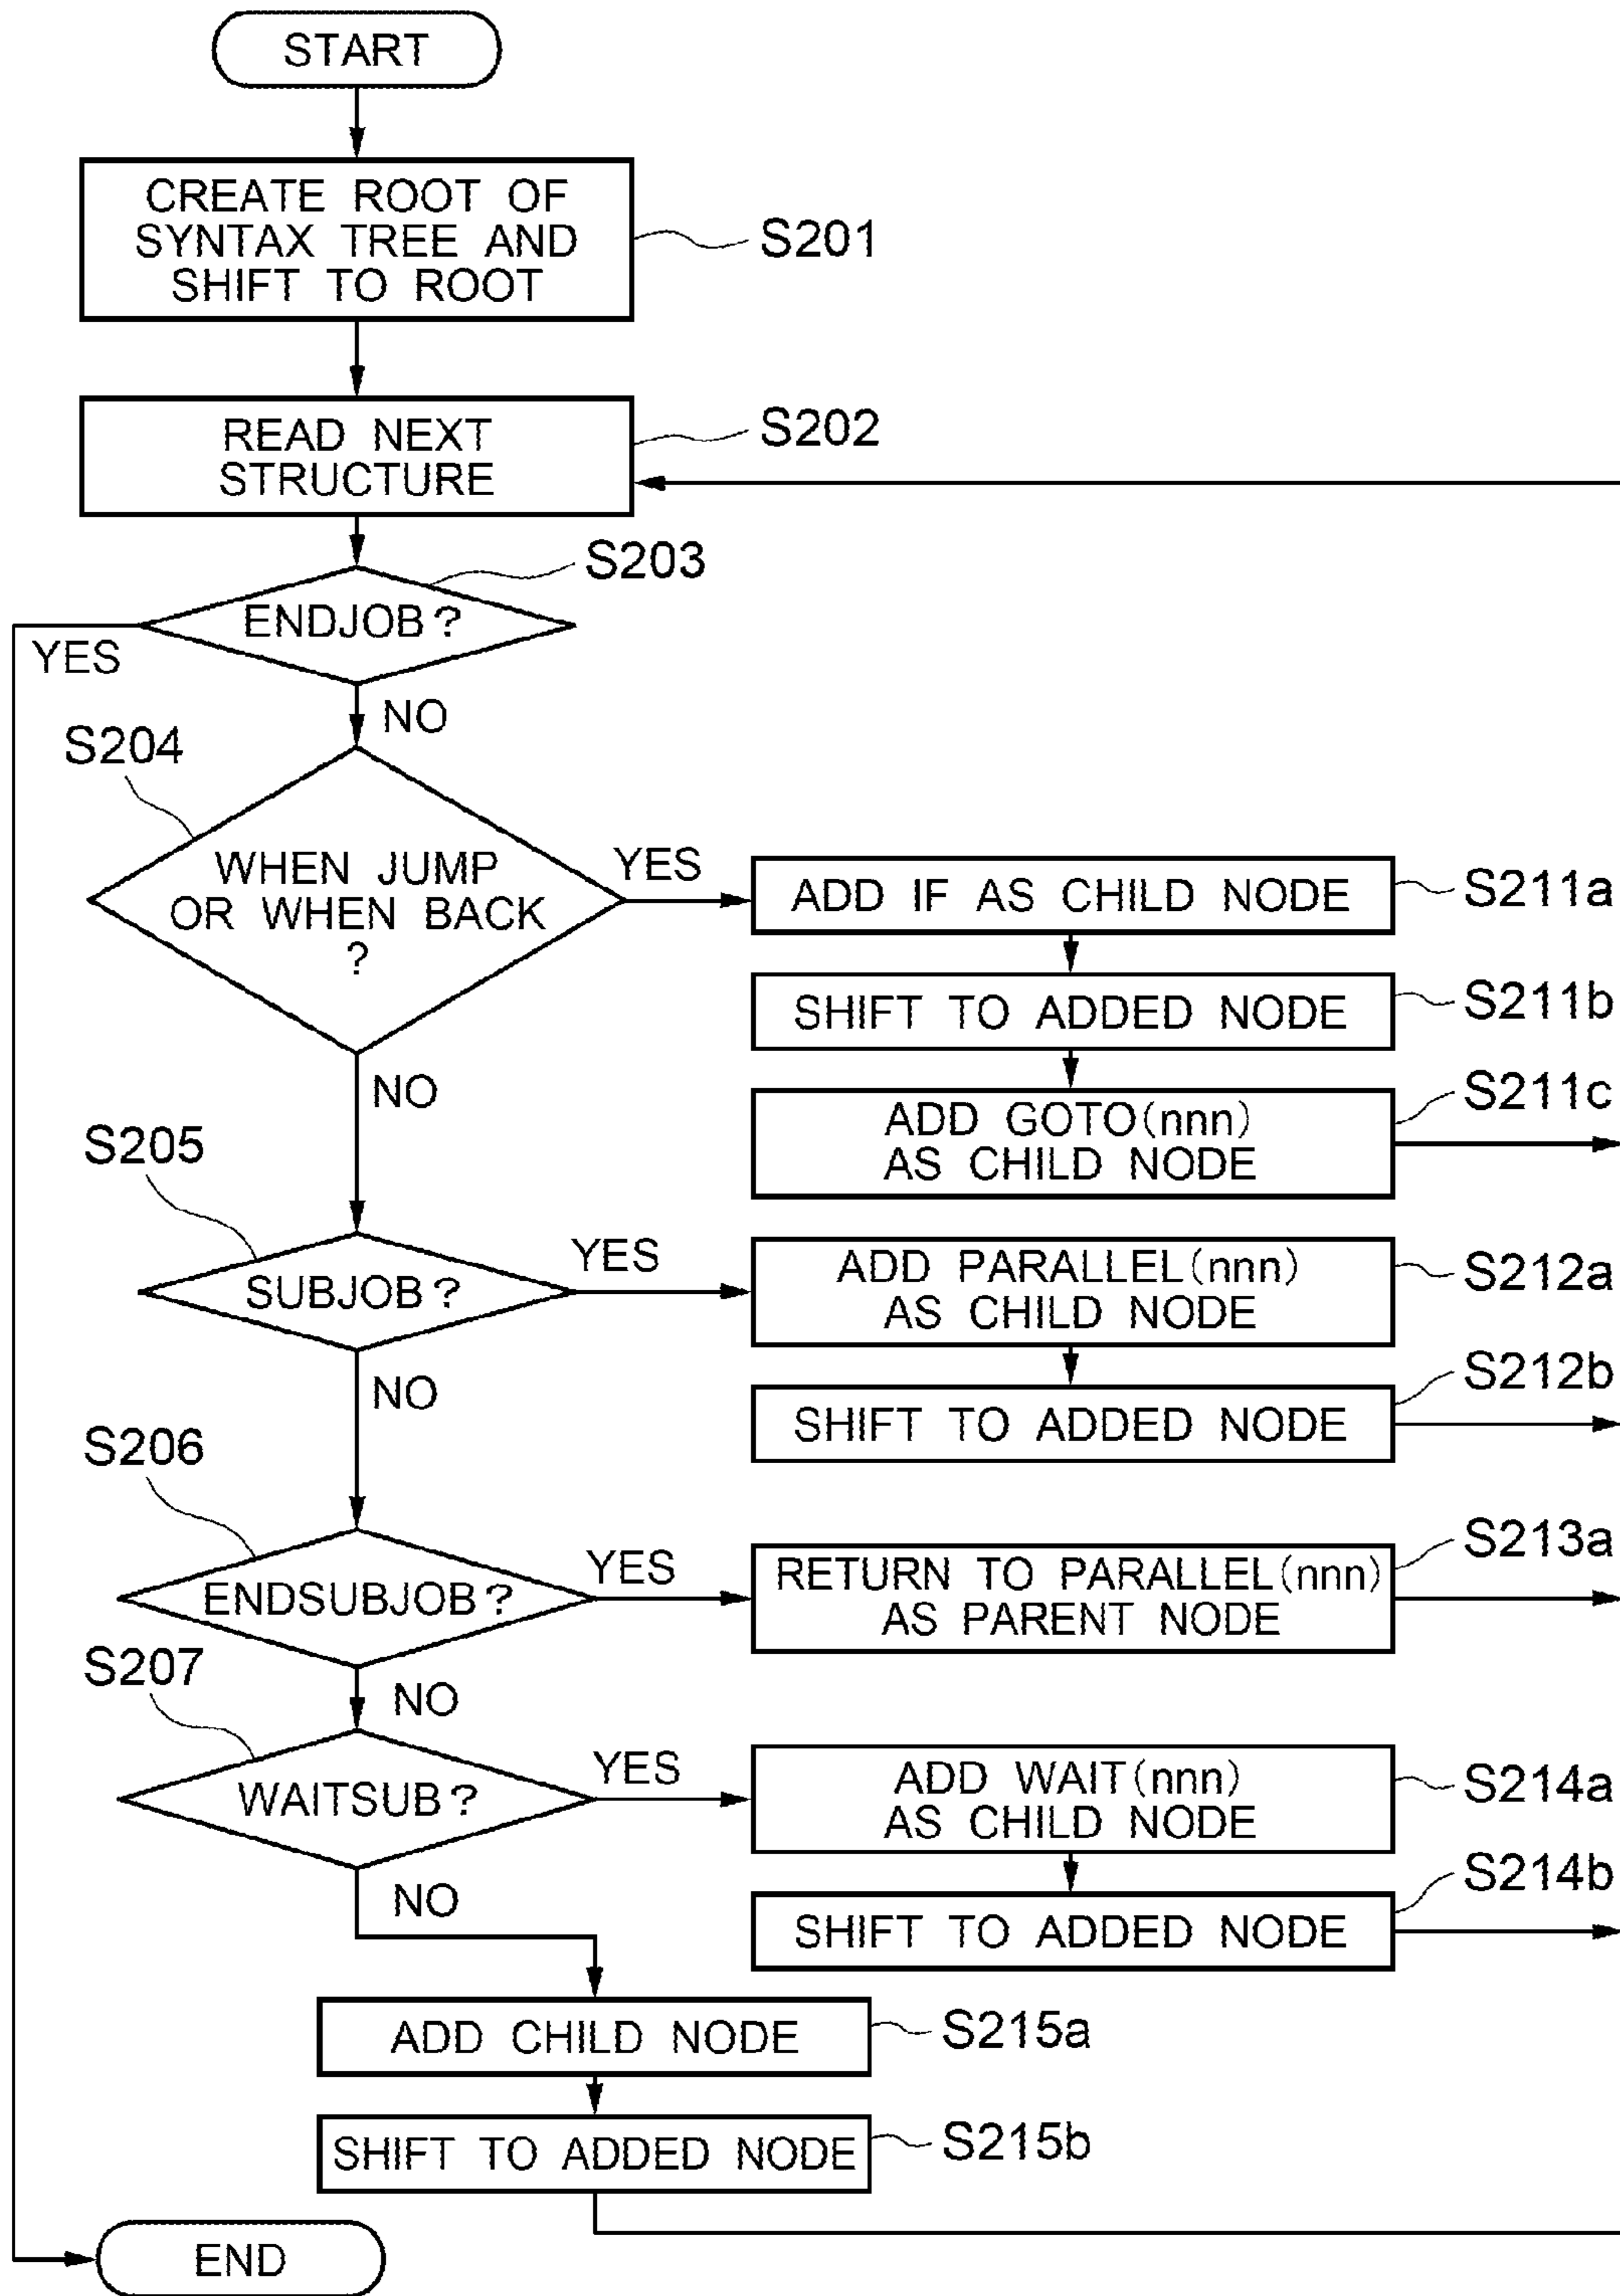 START
CREATE ROOT OF
SYNTAX TREE AND
SHIFT TO ROOT
S201
READ NEXT
STRUCTURE
S202
S203
ENDJOB?
YES
NO
S204
WHEN JUMP
OR WHEN BACK
?
YES
ADD IF AS CHILD NODE
S211a
SHIFT TO ADDED NODE
S211b
NO
ADD GOTO(nnn)
AS CHILD NODE
S211c
S205
SUBJOB?
YES
ADD PARALLEL(nnn)
AS CHILD NODE
S212a
NO
SHIFT TO ADDED NODE
S212b
S206
ENDSUBJOB?
YES
RETURN TO PARALLEL(nnn)
AS PARENT NODE
S213a
S207
NO
WAITSUB?
YES
ADD WAIT(nnn)
AS CHILD NODE
S214a
NO
SHIFT TO ADDED NODE
S214b
ADD CHILD NODE
S215a
SHIFT TO ADDED NODE
S215b
END